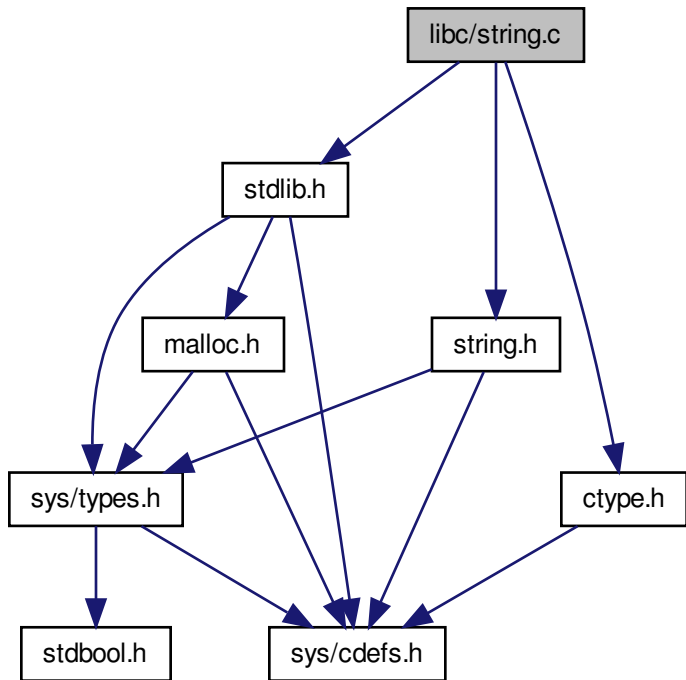 libc/string.c
stdlib.h
malloc.h
string.h
sys/types.h
ctype.h
stdbool.h
sys/cdefs.h